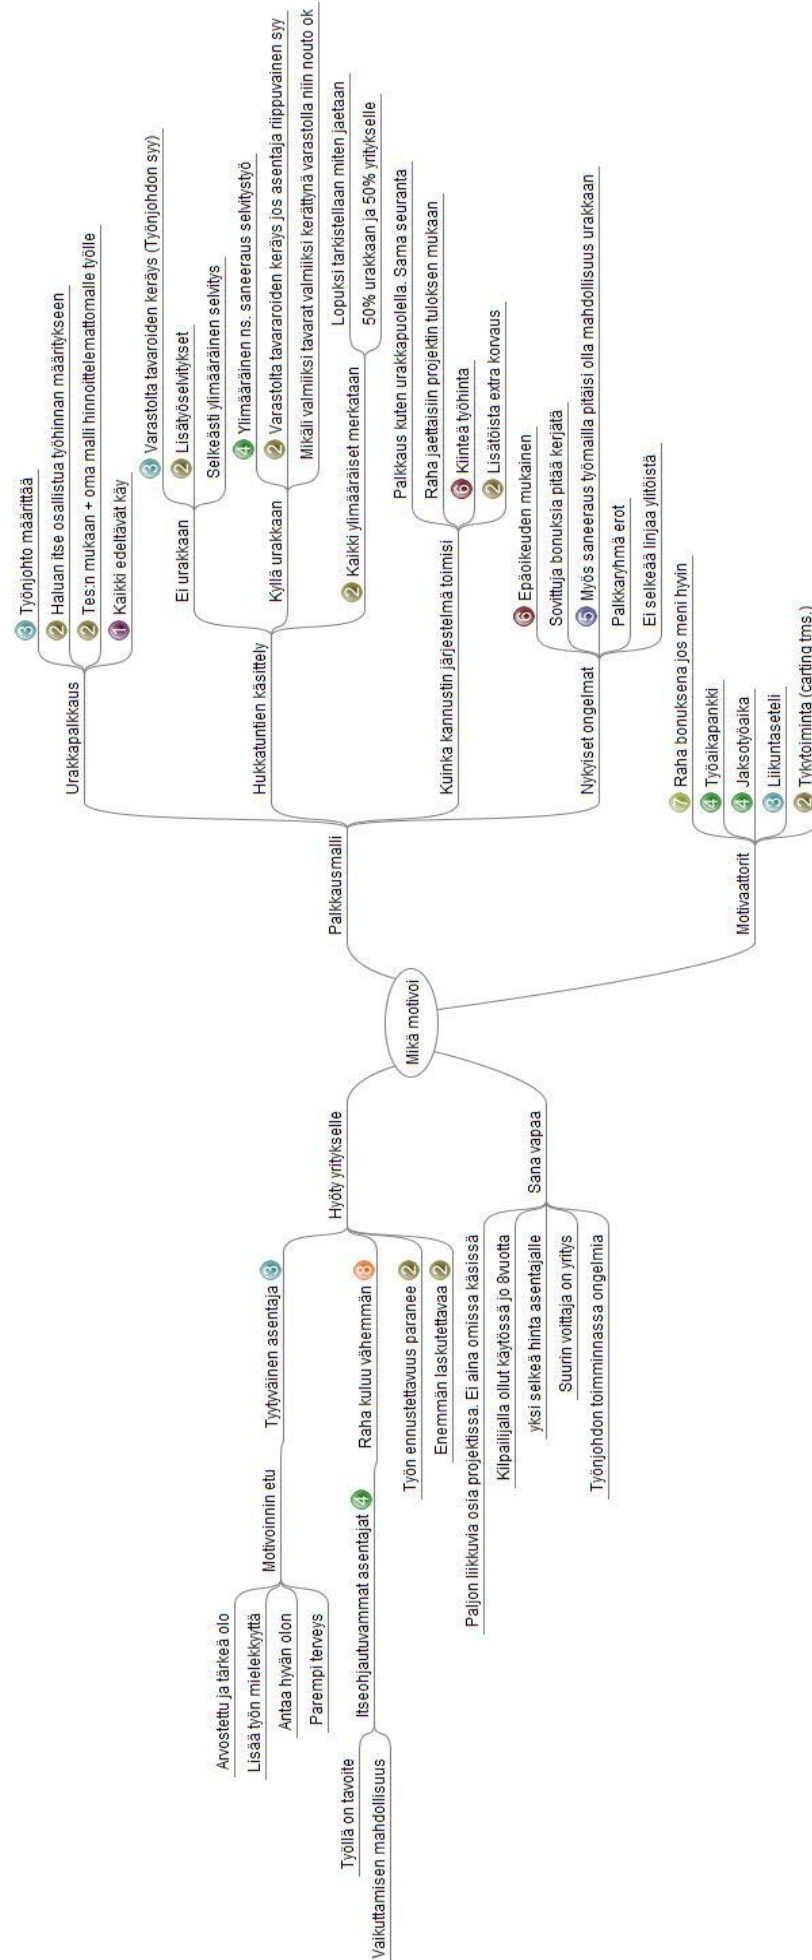 Mikä motivoi
Palkkausmalli
Urakkapalkkaus
3 Työnjohto määrittää
2 Haluan itse osallistua työhinnan määritykseen
2 Tes:n mukaan + oma malli hinnoittelemattomalle työlle
1 Kaikki edeltävät käy
Hukkatuntien käsittely
Ei urakkaan
3 Varastolta tavaroiden keräys (Työnjohdon syy)
2 Lisätyöselvitykset
Selkeästi ylimääräinen selvitys
Kyllä urakkaan
4 Ylimääräinen ns. saneeraus selvitystyö
2 Varastolta tavararoiden keräys jos asentaja riippuvainen syy
Mikäli valmiiksi tavarat valmiiksi kerättynä varastolla niin nouto ok
2 Kaikki ylimääräiset merkataan
Lopuksi tarkistellaan miten jaetaan
50% urakkaan ja 50% yritykselle
Kuinka kannustin järjestelmä toimisi
Palkkaus kuten urakkapuolella. Sama seuranta
Raha jaettaisiin projektin tuloksen mukaan
6 Kiinteä työhinta
2 Lisätöista extra korvaus
Nykyiset ongelmat
6 Epäoikeuden mukainen
Sovittuja bonuksia pitää kerjätä
5 Myös saneeraus työmailla pitäisi olla mahdollisuus urakkaan
Palkkaryhmä erot
Ei selkeää linjaa ylitöistä
Motivaattorit
7 Raha bonuksena jos meni hyvin
4 Työaikapankki
4 Jaksotyöaika
3 Liikuntaseteli
2 Tykytoiminta (carting tms.)
Hyöty yritykselle
Tyytyväinen asentaja 3
Motivoinnin etu
Arvostettu ja tärkeä olo
Lisää työn mielekkyyttä
Antaa hyvän olon
Parempi terveys
Raha kuluu vähemmän 8
Itseohjautuvammat asentajat 4
Työllä on tavoite
Vaikuttamisen mahdollisuus
Työn ennustettavuus paranee 2
Enemmän laskutettavaa 2
Sana vapaa
Paljon liikkuvia osia projektissa. Ei aina omissa käsissä
Kilpailijalla ollut käytössä jo 8vuotta
yksi selkeä hinta asentajalle
Suurin voittaja on yritys
Työnjohdon toimminnassa ongelmia